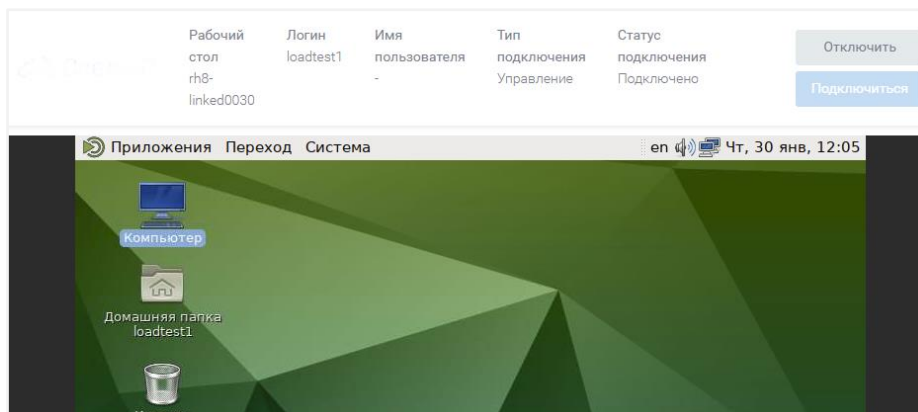 Рабочий стол rh8-linked0030
Логин loadtest1
Имя пользователя -
Тип подключения Управление
Статус подключения Подключено
Отключить
Подключиться
Приложения Переход Система
en Чт, 30 янв, 12:05
Компьютер
Домашняя папка
loadtest1